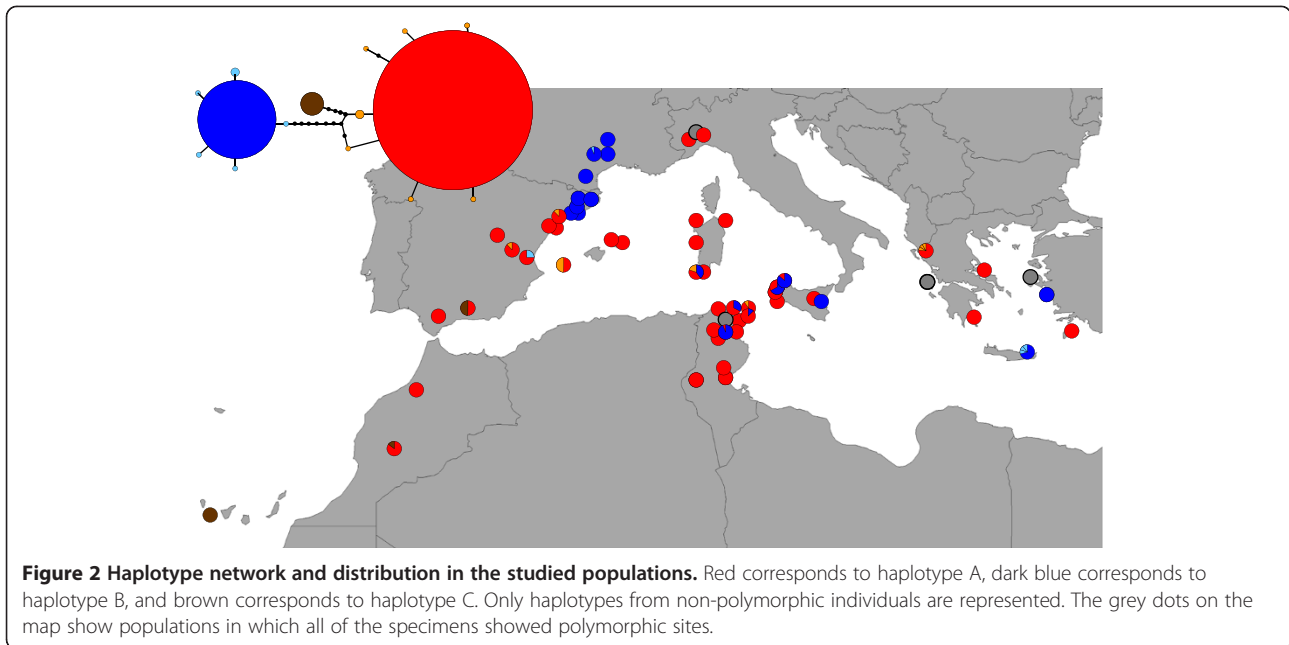 Figure 2 Haplotype network and distribution in the studied populations. Red corresponds to haplotype A, dark blue corresponds to
haplotype B, and brown corresponds to haplotype C. Only haplotypes from non-polymorphic individuals are represented. The grey dots on the
map show populations in which all of the specimens showed polymorphic sites.